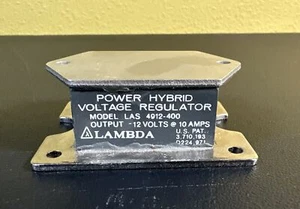 POWER HYBRID
VOLTAGE REGULATOR
MODEL LAS 4912-400
OUTPUT -12 VOLTS @ 10 AMPS
LAMBDA
U.S. PAT.
3,710,193